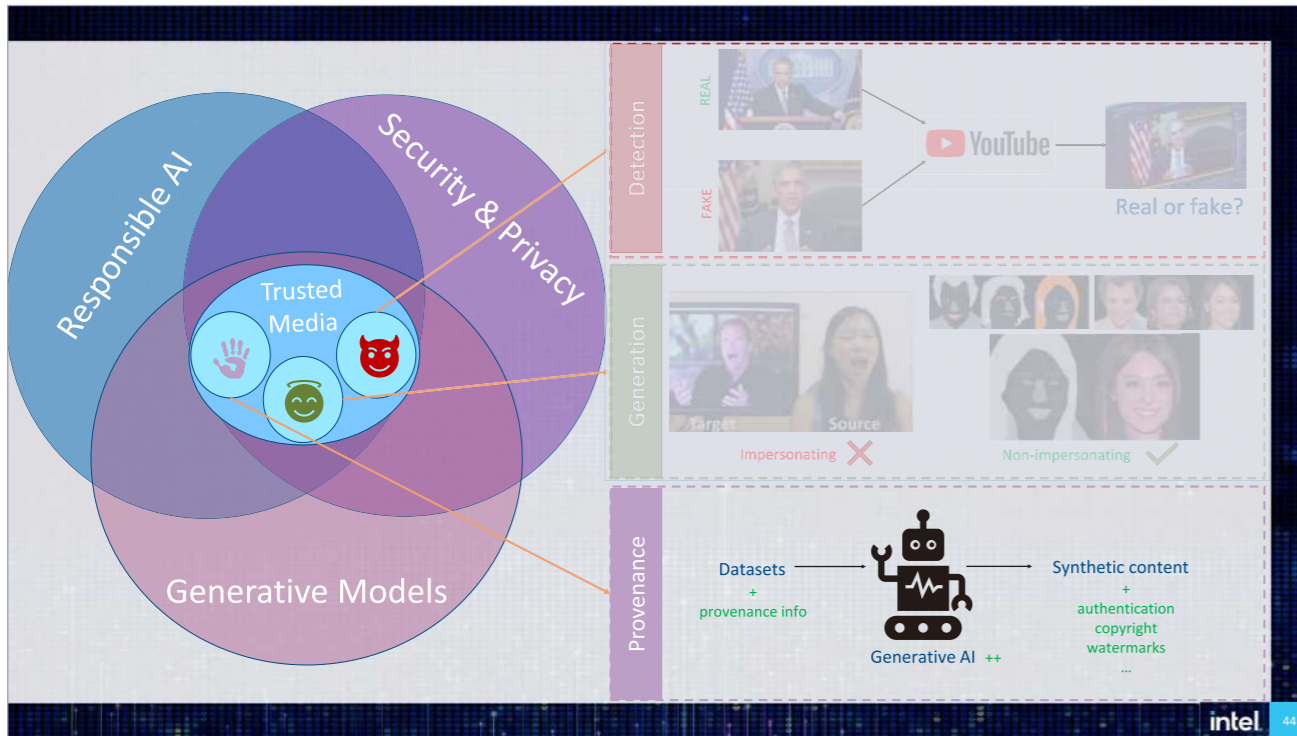 Responsible AI
Security & Privacy
Trusted
Media
Generative Models
Detection
REAL
FAKE
YouTube
Real or fake?
Generation
Target
Source
Impersonating
Non-impersonating
Provenance
Datasets
+
provenance info
Generative AI ++
Synthetic content
+
authentication
copyright
watermarks
...
intel
44